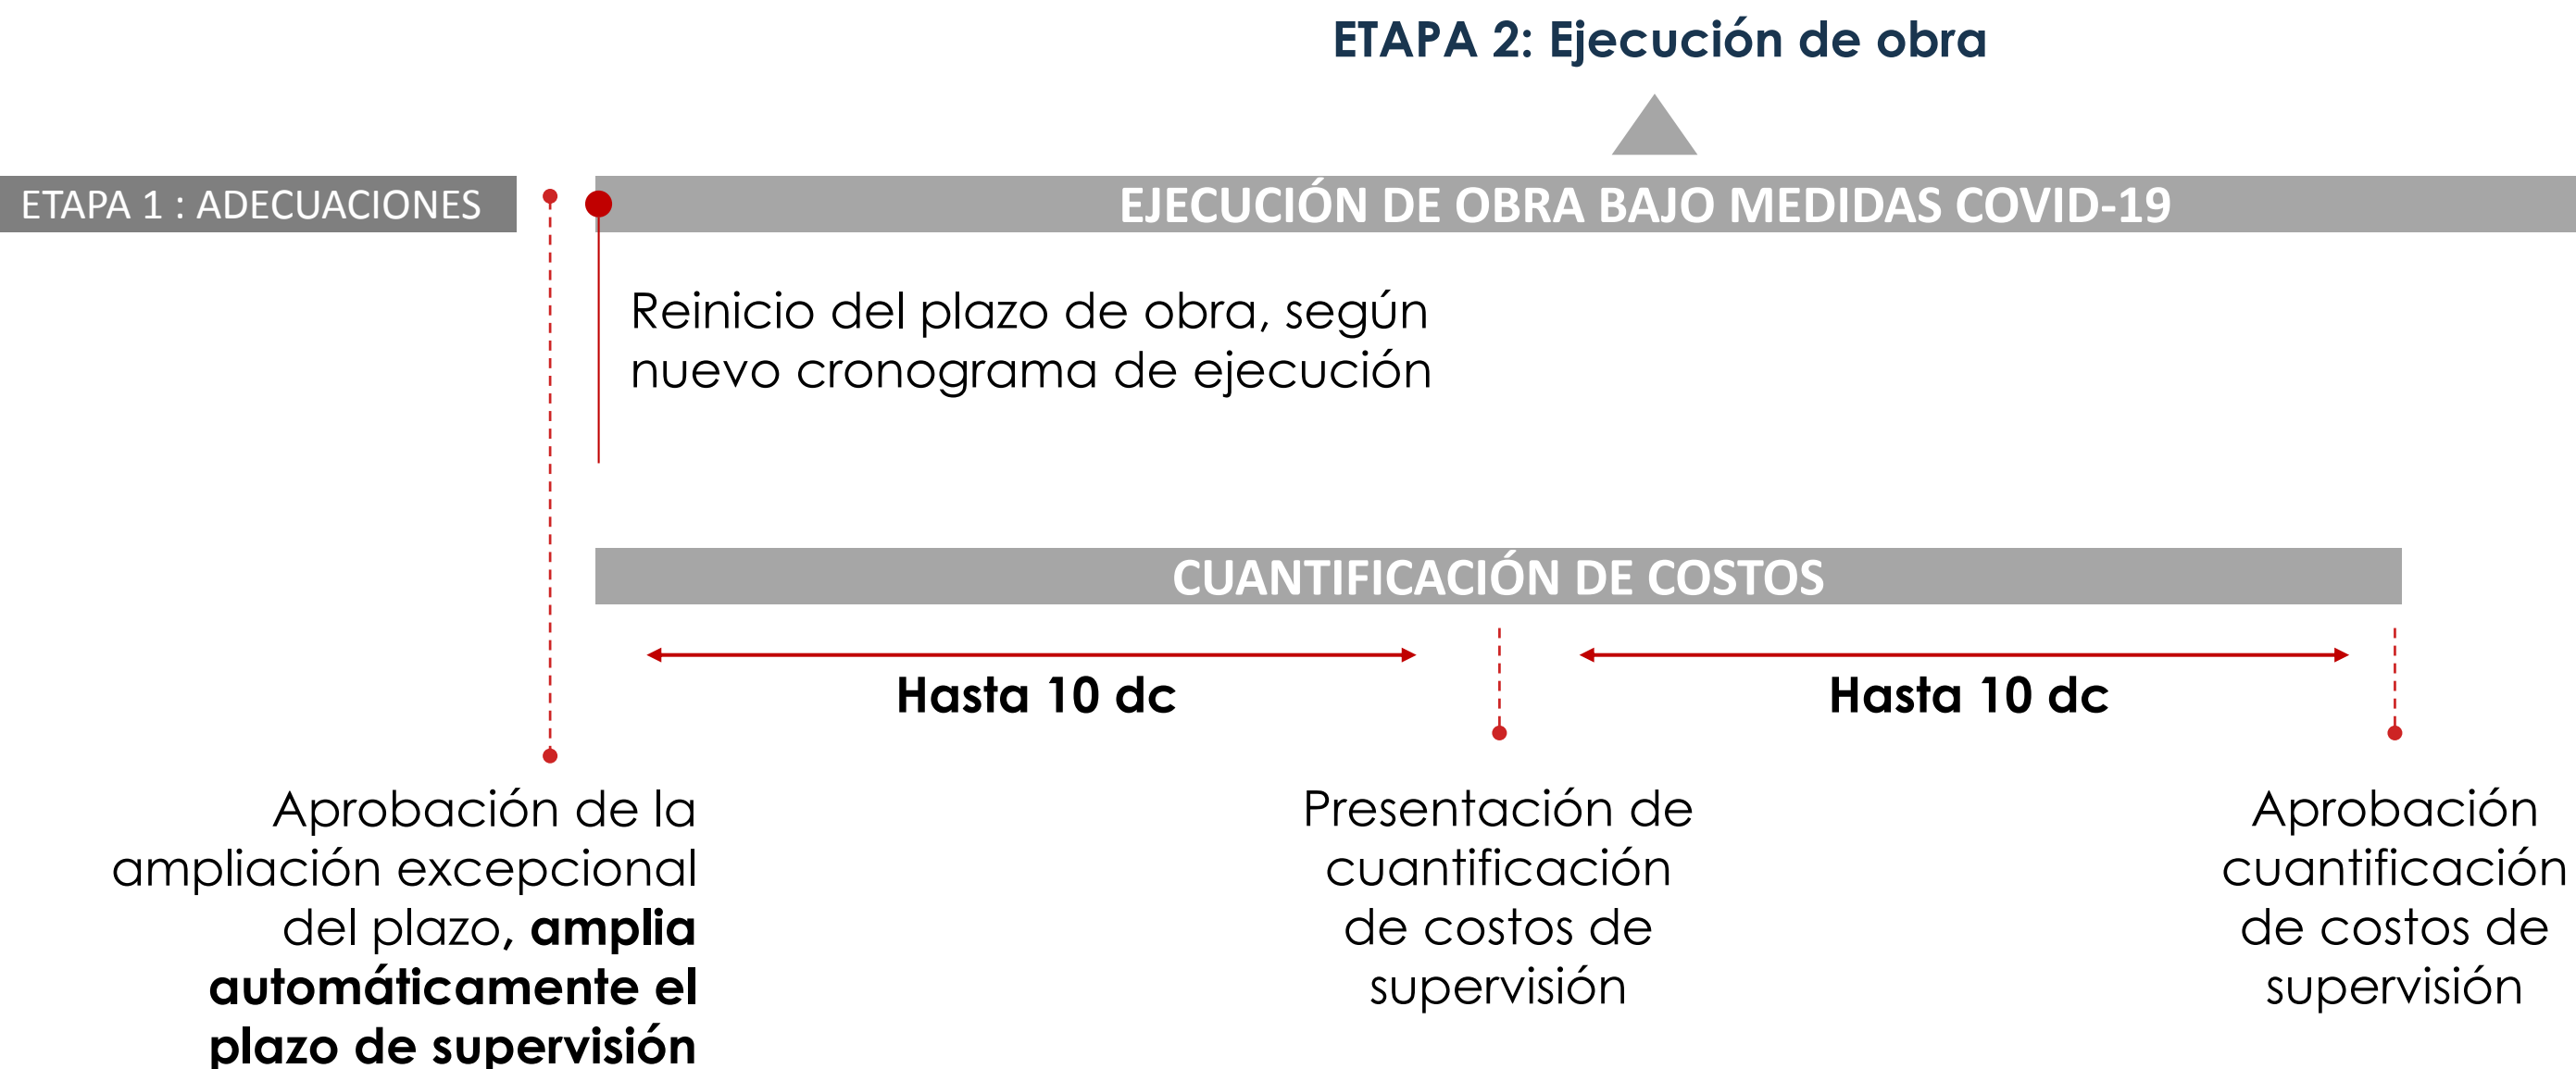 ETAPA 2: Ejecución de obra
ETAPA 1 : ADECUACIONES
EJECUCIÓN DE OBRA BAJO MEDIDAS COVID-19
Reinicio del plazo de obra, según
nuevo cronograma de ejecución
CUANTIFICACIÓN DE COSTOS
Hasta 10 dc
Hasta 10 dc
Aprobación de la
ampliación excepcional
del plazo, amplia
automáticamente el
plazo de supervisión
Presentación de
cuantificación
de costos de
supervisión
Aprobación
cuantificación
de costos de
supervisión